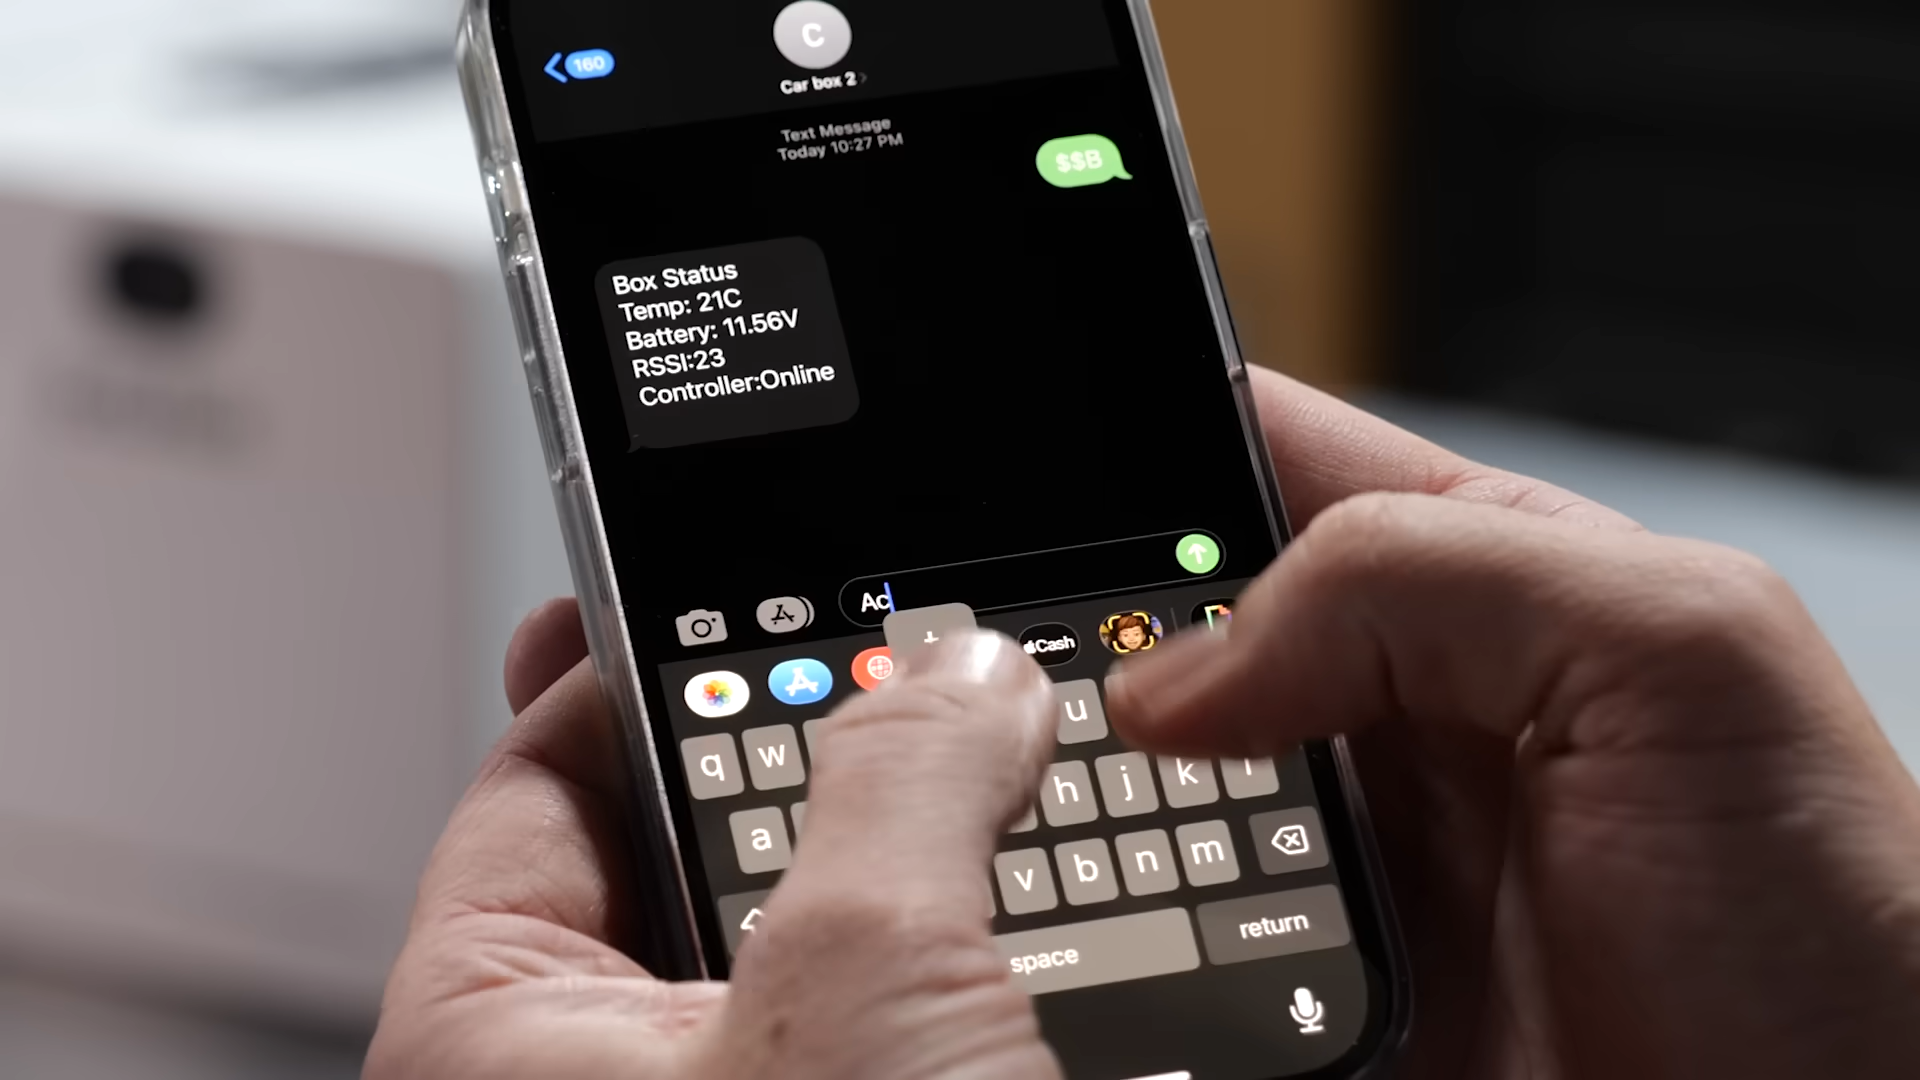 160
C
Car box 2
Text Message
Today 10:27 PM
$$B
Box Status
Temp: 21C
Battery: 11.56V
RSSI:23
Controller:Online
Ac
Cash
u
q w
h j k
a
v b n m
space
return